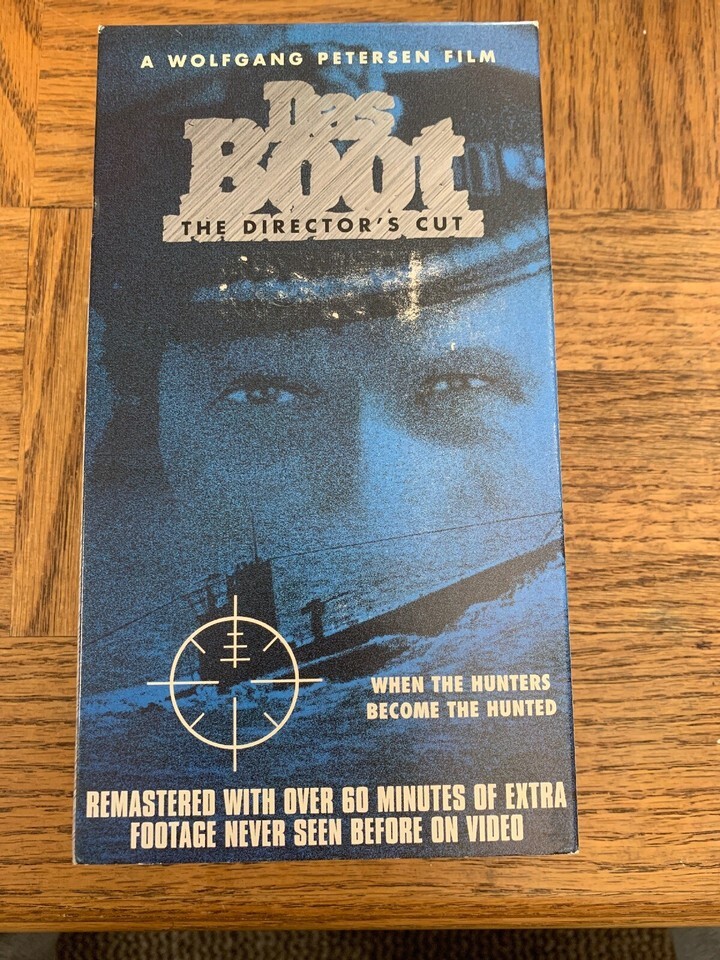 A WOLFGANG PETERSEN FILM
Das
Boot
THE DIRECTOR'S CUT
WHEN THE HUNTERS
BECOME THE HUNTED
REMASTERED WITH OVER 60 MINUTES OF EXTRA
FOOTAGE NEVER SEEN BEFORE ON VIDEO